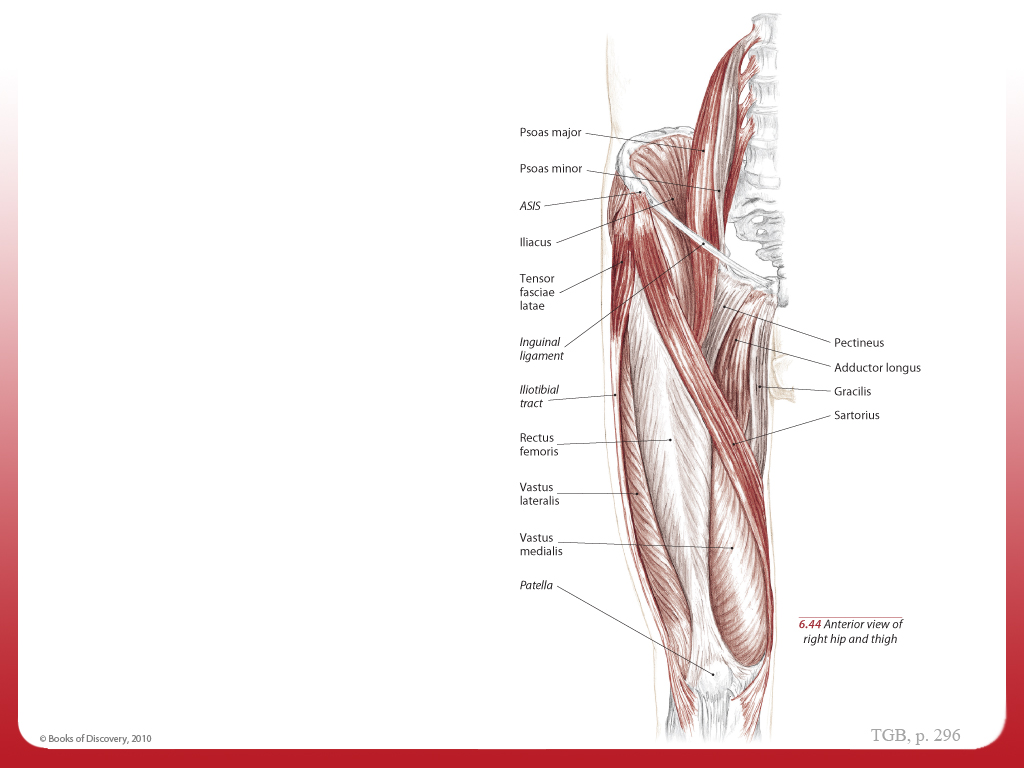 Psoas major
Psoas minor
ASIS
Iliacus
Tensor
fasciae
latae
Inguinal
ligament
Iliotibial
tract
Rectus
femoris
Vastus
lateralis
Vastus
medialis
Patella
Pectineus
Adductor longus
Gracilis
Sartorius
6.44 Anterior view of
right hip and thigh
© Books of Discovery, 2010
TGB, p. 296